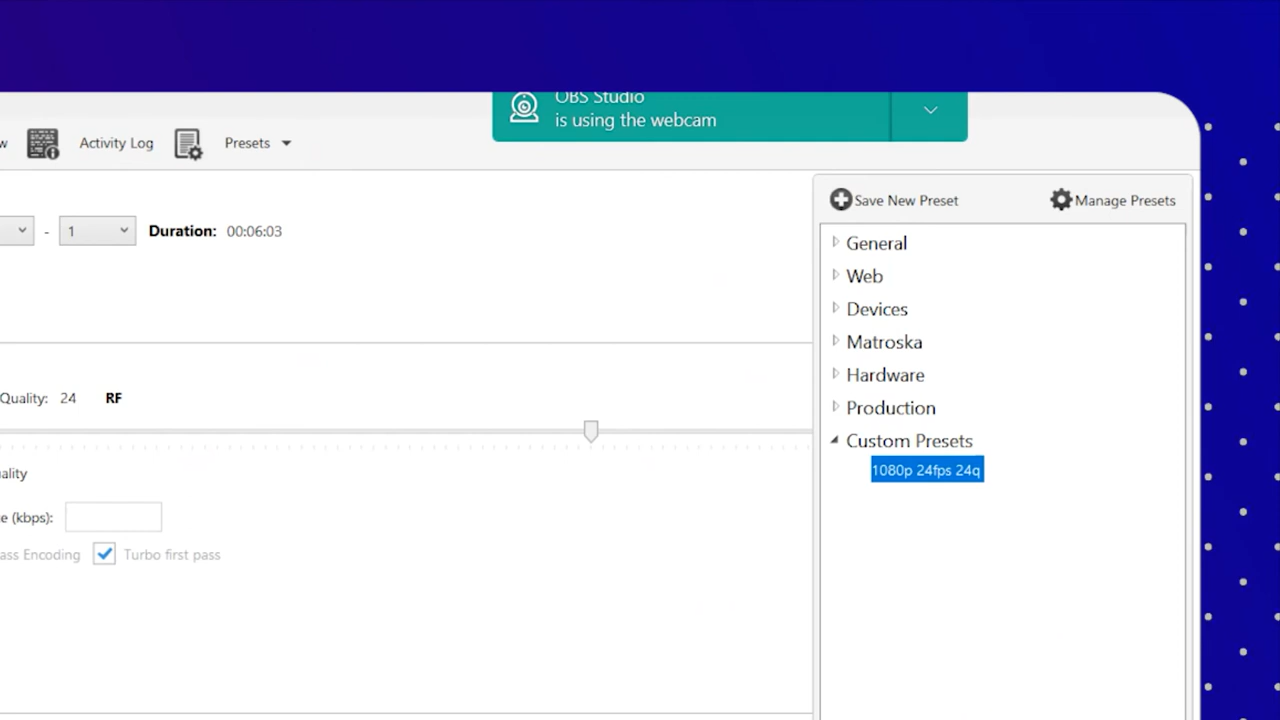 OBS Studio
is using the webcam
w Activity Log Presets
Save New Preset Manage Presets
1 - 1 Duration: 00:06:03
General
Web
Devices
Matroska
Hardware
Production
Custom Presets
1080p 24fps 24q
Quality: 24 RF
ality
e (kbps):
ass Encoding Turbo first pass